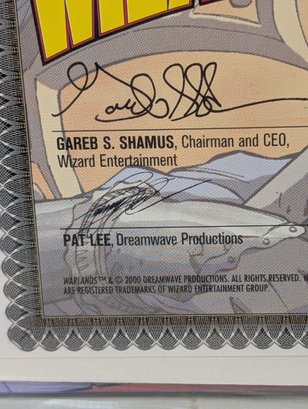 GAREB S. SHAMUS, Chairman and CEO,
Wizard Entertainment
PAT LEE, Dreamwave Productions
WARLANDS™ & © 2000 DREAMWAVE PRODUCTIONS. ALL RIGHTS RESERVED. W
ARE REGISTERED TRADEMARKS OF WIZARD ENTERTAINMENT GROUP.